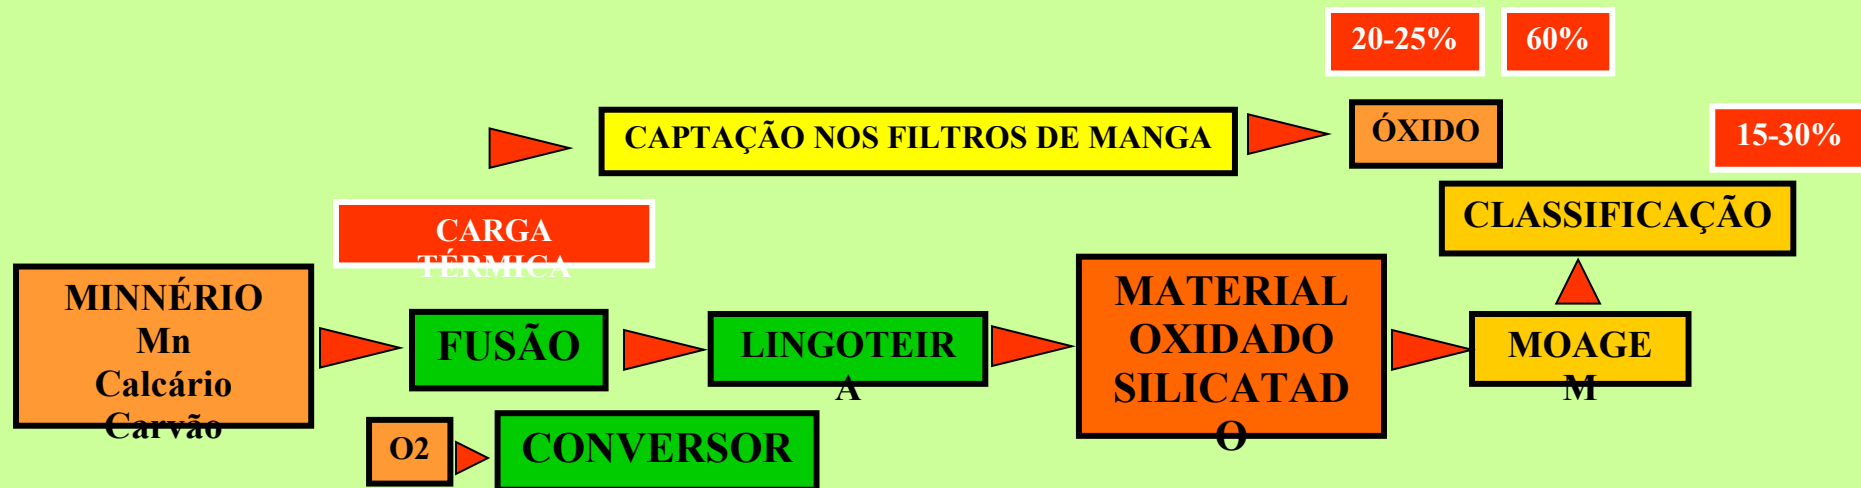 20-25%
60%
CAPTAÇÃO NOS FILTROS DE MANGA
ÓXIDO
15-30%
CLASSIFICAÇÃO
CARGA
TÉRMICA
MINNÉRIO
Mn
Calcário
Carvão
FUSÃO
LINGOTEIR
A
MATERIAL
OXIDADO
SILICATAD
O
MOAGE
M
O2
CONVERSOR